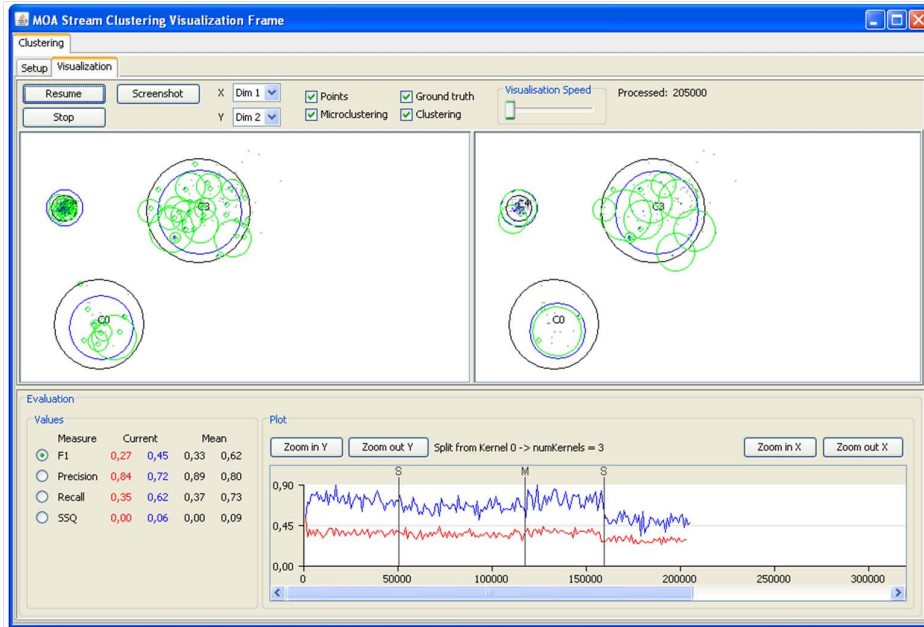 MOA Stream Clustering Visualization Frame
Clustering
Setup Visualization
Resume Screenshot X Dim 1 Points Ground truth Visualisation Speed Processed: 205000
Stop Y Dim 2 Microclustering Clustering
C3
C0
C4
C3
C0
Evaluation
Values
Measure Current Mean
F1 0,27 0,45 0,33 0,62
Precision 0,84 0,72 0,89 0,80
Recall 0,35 0,62 0,37 0,73
SSQ 0,00 0,06 0,00 0,09
Plot
Zoom in Y Zoom out Y Split from Kernel 0 -> numKernels = 3 Zoom in X Zoom out X
S M S
0,90
0,45
0,00
0 50000 100000 150000 200000 250000 300000